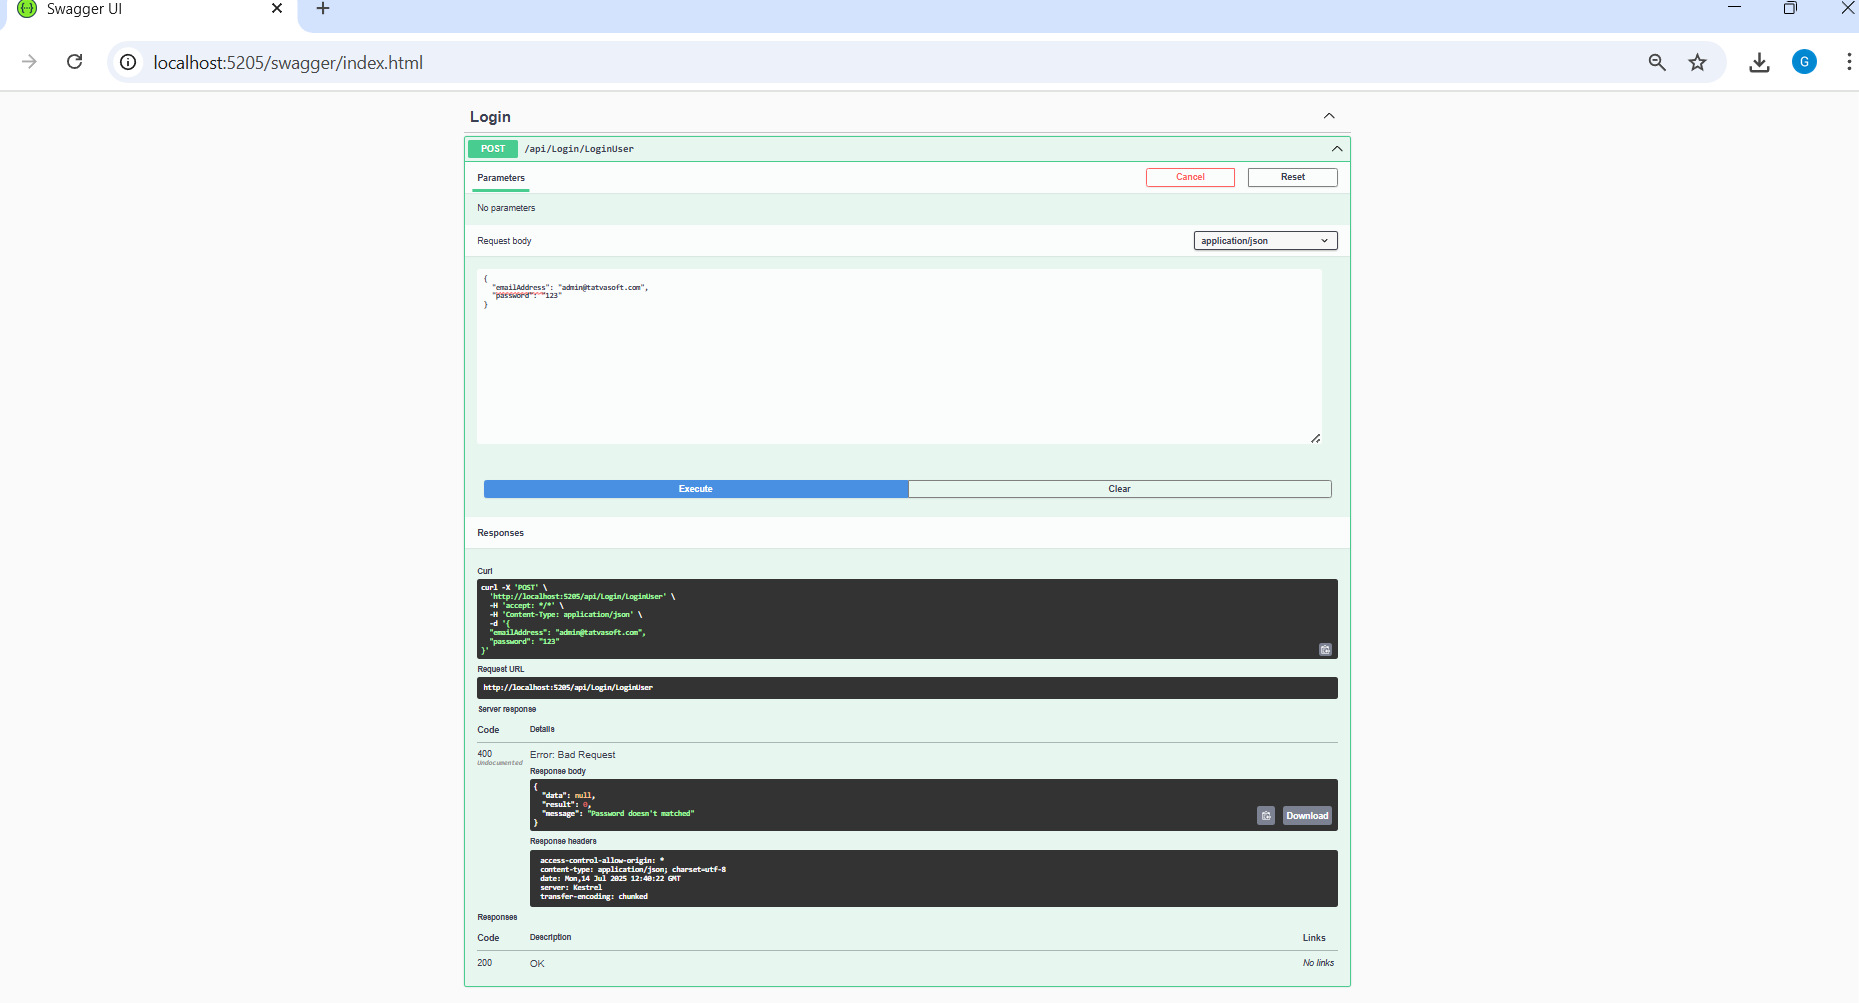 Swagger UI
localhost:5205/swagger/index.html
G
Login
POST /api/Login/LoginUser
Parameters
Cancel
Reset
No parameters
Request body
application/json
{
"emailAddress": "admin@tatvasoft.com",
"password": "123"
}
Execute
Clear
Responses
Curl
curl -X 'POST' \
'http://localhost:5205/api/Login/LoginUser' \
-H 'accept: */*' \
-H 'Content-Type: application/json' \
-d '{
"emailAddress": "admin@tatvasoft.com",
"password": "123"
}'
Request URL
http://localhost:5205/api/Login/LoginUser
Server response
Code Details
400 Error: Bad Request
Undocumented
Response body
{
"data": null,
"result": 0,
"message": "Password doesn't matched"
}
Download
Response headers
access-control-allow-origin: *
content-type: application/json; charset=utf-8
date: Mon,14 Jul 2025 12:40:22 GMT
server: Kestrel
transfer-encoding: chunked
Responses
Code Description Links
200 OK No links